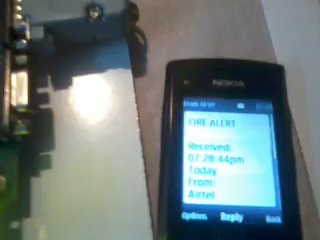 NOKIA
FIRE ALERT
Received:
07:28:44pm
Today
From:
Airtel
Options Reply Back